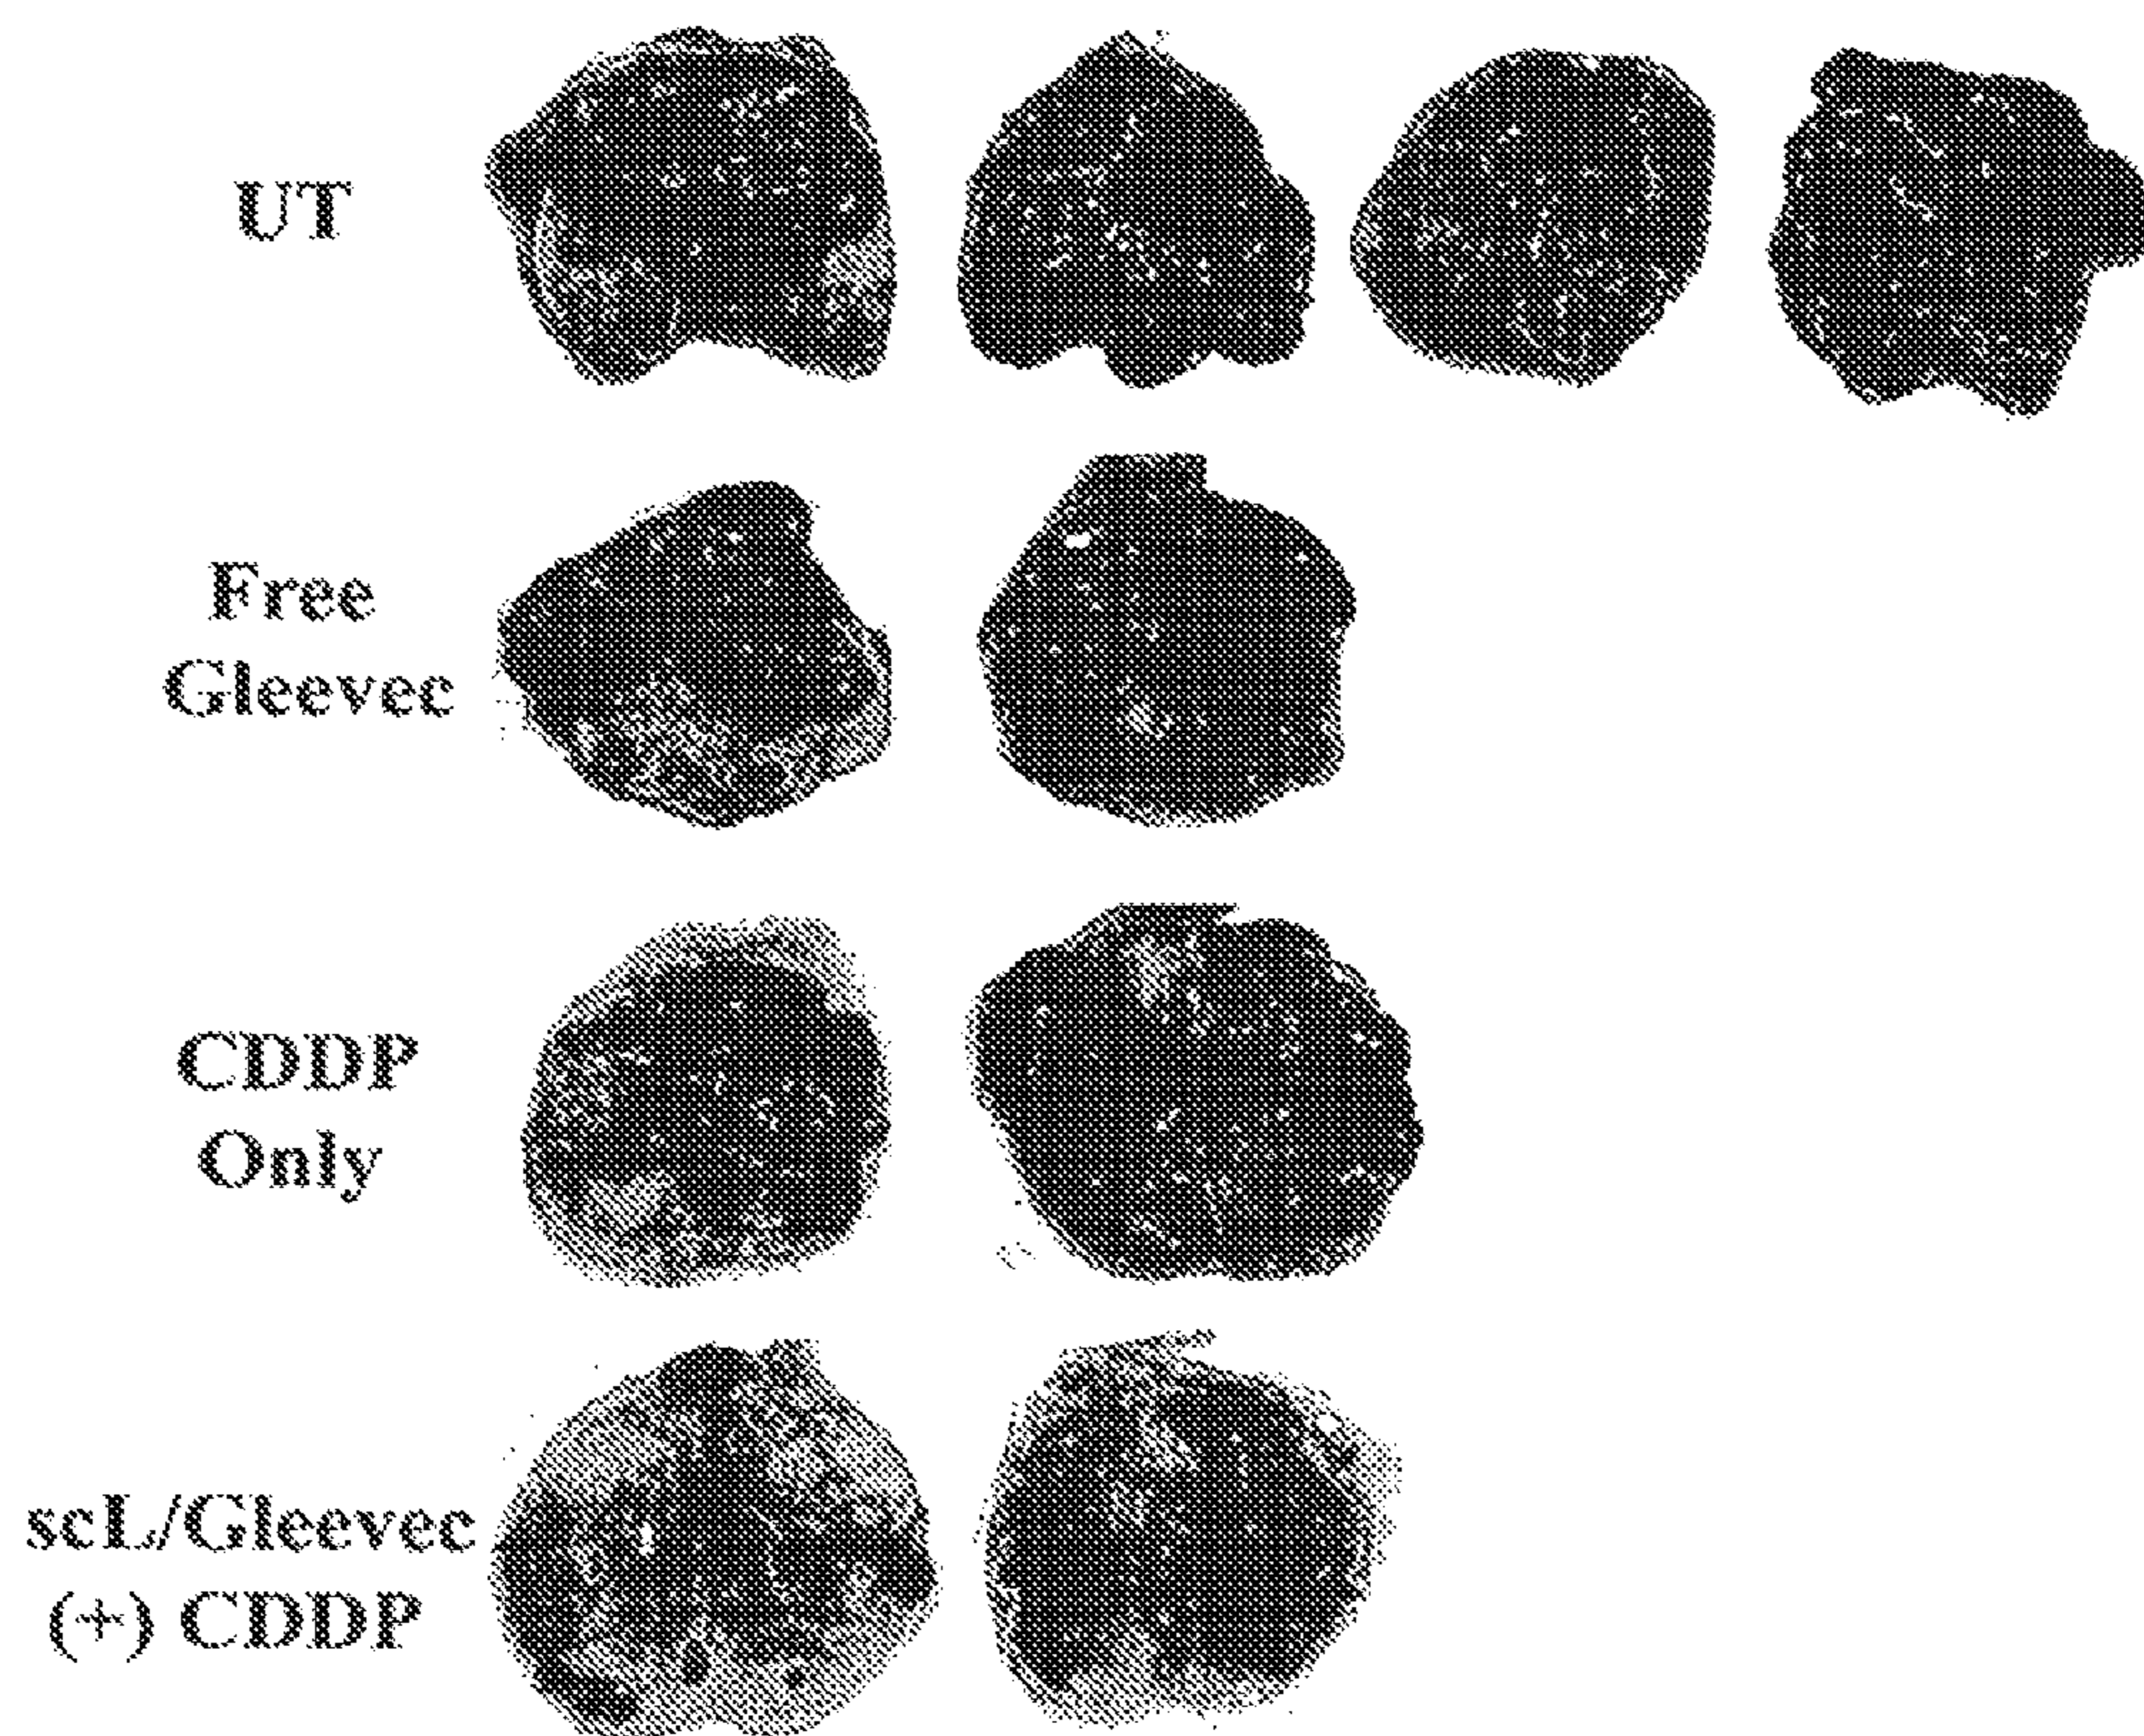 UT
Free
Gleevec
CDDP
Only
scL/Gleevec
(+) CDDP